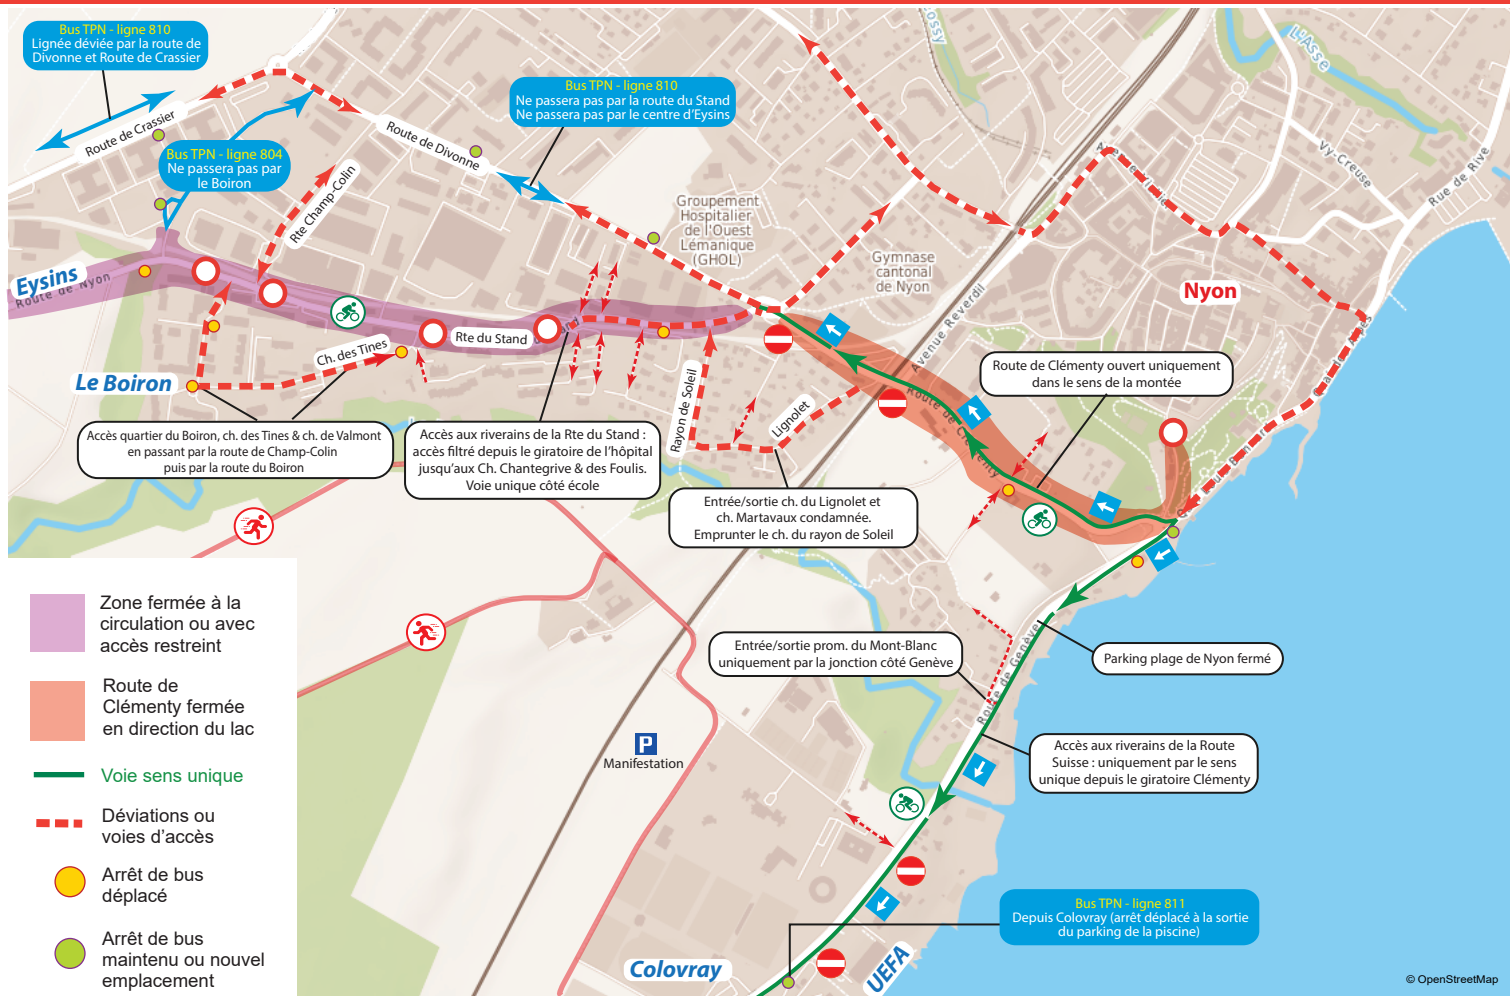 Bus TPN - ligne 810
Lignée déviée par la route de
Divonne et Route de Crassier
Bus TPN - ligne 810
Ne passera pas par la route du Stand
Ne passera pas par le centre d'Eysins
Bus TPN - ligne 804
Ne passera pas par
le Boiron
Route de Crassier
Route de Divonne
Rte Champ-Colin
Groupement
Hospitalier
de l'Ouest
Lémanique
(GHOL)
Gymnase
cantonal
de Nyon
L'Asse
Vy-Creuse
Rue de Rive
Nyon
Avenue Reverdil
Eysins
Route de Nyon
Rte du Stand
Ch. des Tines
Le Boiron
Rayon de Soleil
Lignolet
Route de Clémenty
Route de Clémenty ouvert uniquement
dans le sens de la montée
Accès quartier du Boiron, ch. des Tines & ch. de Valmont
en passant par la route de Champ-Colin
puis par la route du Boiron
Accès aux riverains de la Rte du Stand :
accès filtré depuis le giratoire de l'hôpital
jusqu'aux Ch. Chantegrive & des Foulis.
Voie unique côté école
Entrée/sortie ch. du Lignolet et
ch. Martavaux condamnée.
Emprunter le ch. du rayon de Soleil
Entrée/sortie prom. du Mont-Blanc
uniquement par la jonction côté Genève
Route de Genève
Parking plage de Nyon fermé
Accès aux riverains de la Route
Suisse : uniquement par le sens
unique depuis le giratoire Clémenty
P
Manifestation
Bus TPN - ligne 811
Depuis Colovray (arrêt déplacé à la sortie
du parking de la piscine)
Colovray
UEFA
Zone fermée à la
circulation ou avec
accès restreint
Route de
Clémenty fermée
en direction du lac
Voie sens unique
Déviations ou
voies d'accès
Arrêt de bus
déplacé
Arrêt de bus
maintenu ou nouvel
emplacement
© OpenStreetMap